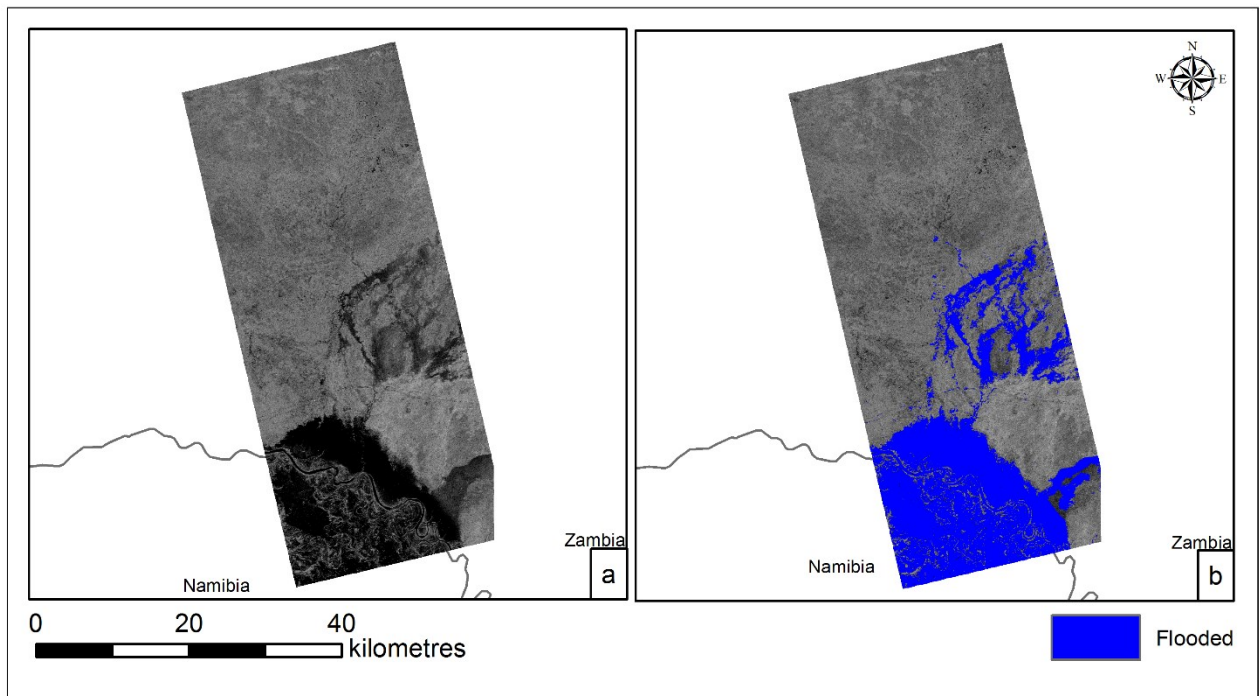 N
W E
S
Zambia
Namibia
a
Zambia
Namibia
b
0 20 40
kilometres
Flooded